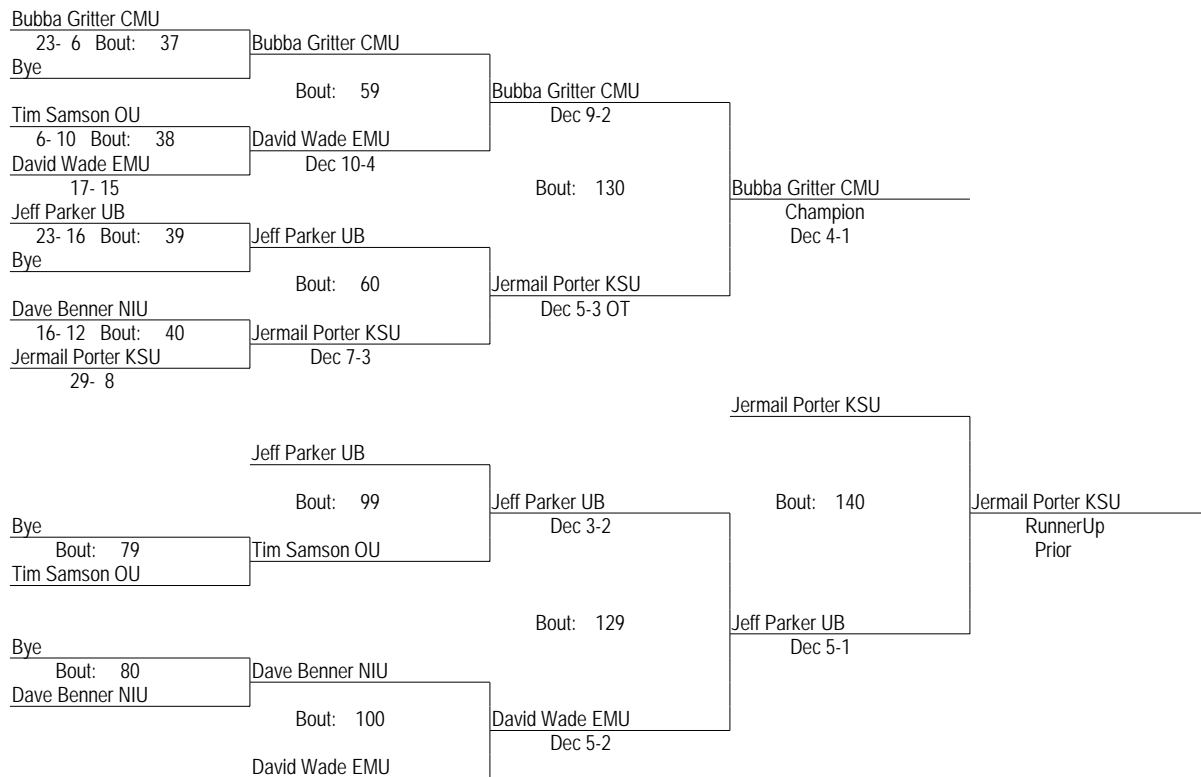 Bubba Gritter CMU
23- 6 Bout: 37
Bubba Gritter CMU
Bye
Bout: 59
Bubba Gritter CMU
Dec 9-2
Tim Samson OU
6- 10 Bout: 38
David Wade EMU
Dec 10-4
David Wade EMU
17- 15
Bout: 130
Bubba Gritter CMU
Champion
Dec 4-1
Jeff Parker UB
23- 16 Bout: 39
Jeff Parker UB
Bye
Bout: 60
Jermail Porter KSU
Dec 5-3 OT
Dave Benner NIU
16- 12 Bout: 40
Jermail Porter KSU
Dec 7-3
Jermail Porter KSU
29- 8
Jermail Porter KSU
Jeff Parker UB
Bout: 99
Jeff Parker UB
Dec 3-2
Bout: 140
Jermail Porter KSU
RunnerUp
Prior
Bye
Bout: 79
Tim Samson OU
Tim Samson OU
Bout: 129
Jeff Parker UB
Dec 5-1
Bye
Bout: 80
Dave Benner NIU
Dave Benner NIU
Bout: 100
David Wade EMU
Dec 5-2
David Wade EMU